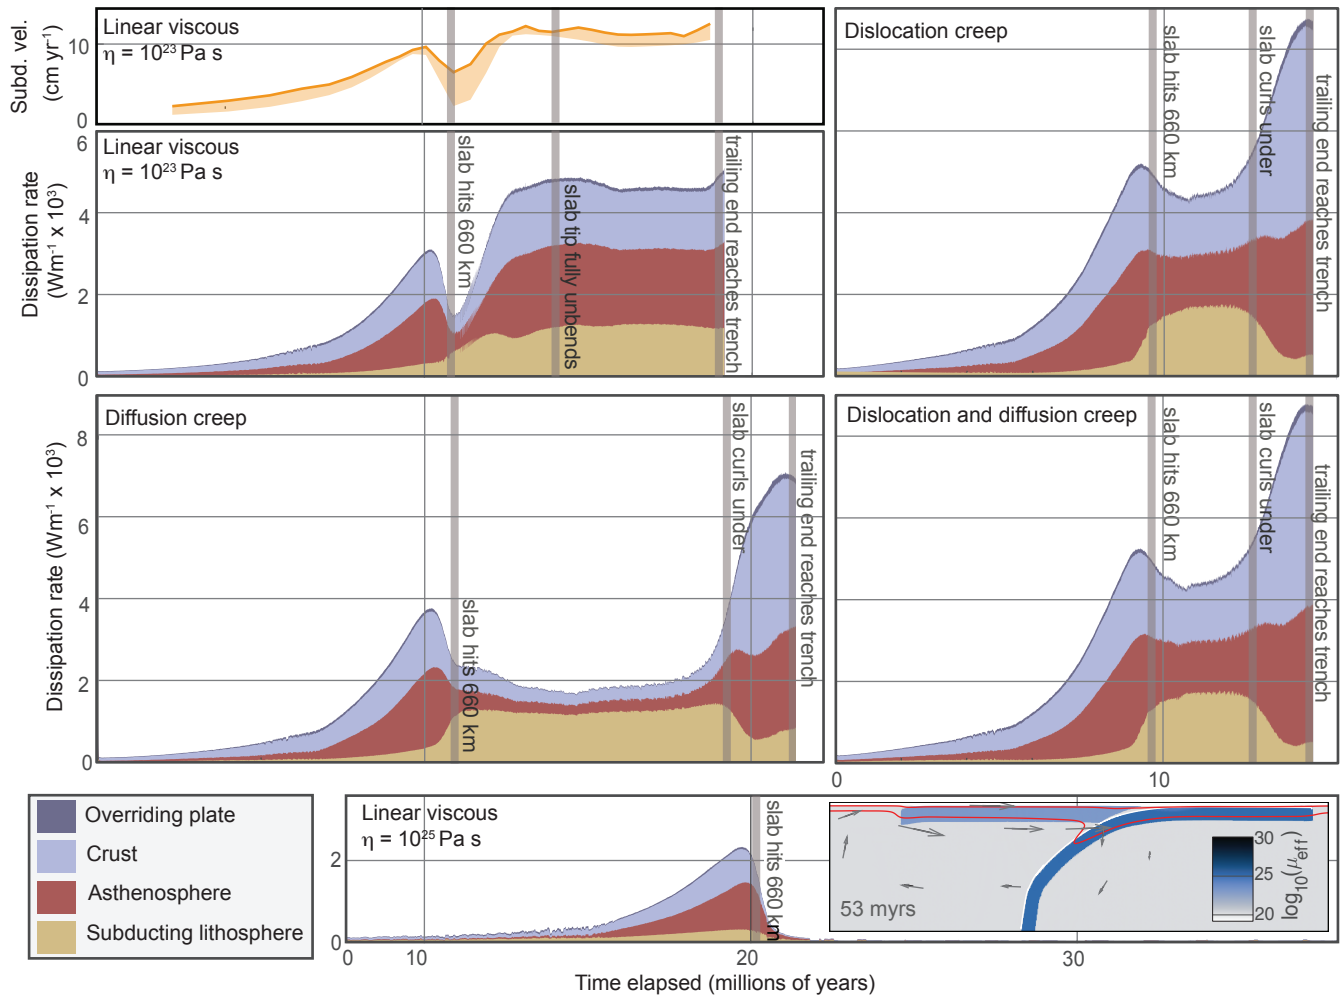 Subd. vel.
(cm yr⁻¹)
10
0
Linear viscous
η = 10²³ Pa s
Dissipation rate
(Wm⁻¹ x 10³)
6
4
2
0
Linear viscous
η = 10²³ Pa s
slab hits 660 km
slab tip fully unbends
trailing end reaches trench
Dislocation creep
slab hits 660 km
slab curls under
trailing end reaches trench
Dissipation rate (Wm⁻¹ x 10³)
8
6
4
2
0
Diffusion creep
slab hits 660 km
slab curls under
trailing end reaches trench
Dislocation and diffusion creep
slab hits 660 km
slab curls under
trailing end reaches trench
0
10
Overriding plate
Crust
Asthenosphere
Subducting lithosphere
Linear viscous
η = 10²⁵ Pa s
2
0
slab hits 660 km
53 myrs
30
25
20
log₁₀(μeff)
0
10
20
30
Time elapsed (millions of years)